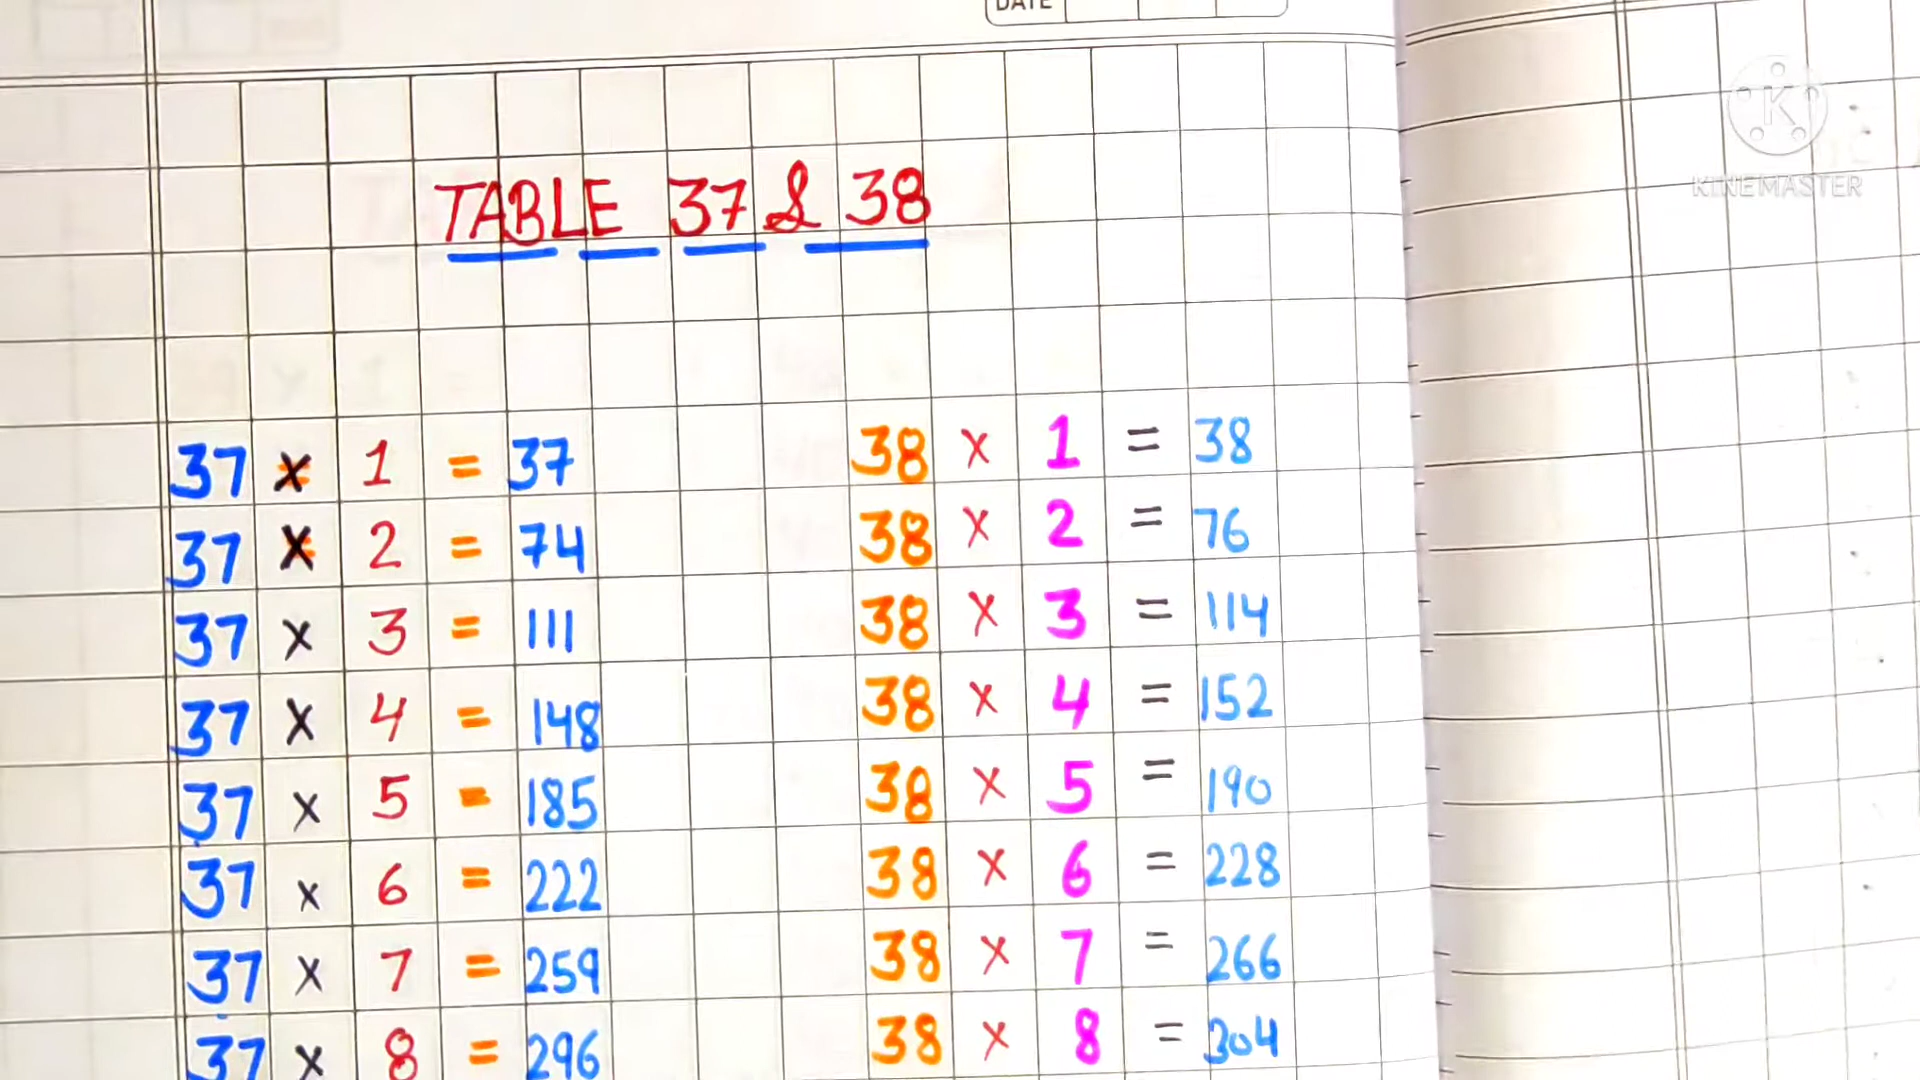 DATE
KINEMASTER
TABLE 37 & 38
37 × 1 = 37
37 × 2 = 74
37 × 3 = 111
37 × 4 = 148
37 × 5 = 185
37 × 6 = 222
37 × 7 = 259
37 × 8 = 296
38 × 1 = 38
38 × 2 = 76
38 × 3 = 114
38 × 4 = 152
38 × 5 = 190
38 × 6 = 228
38 × 7 = 266
38 × 8 = 304